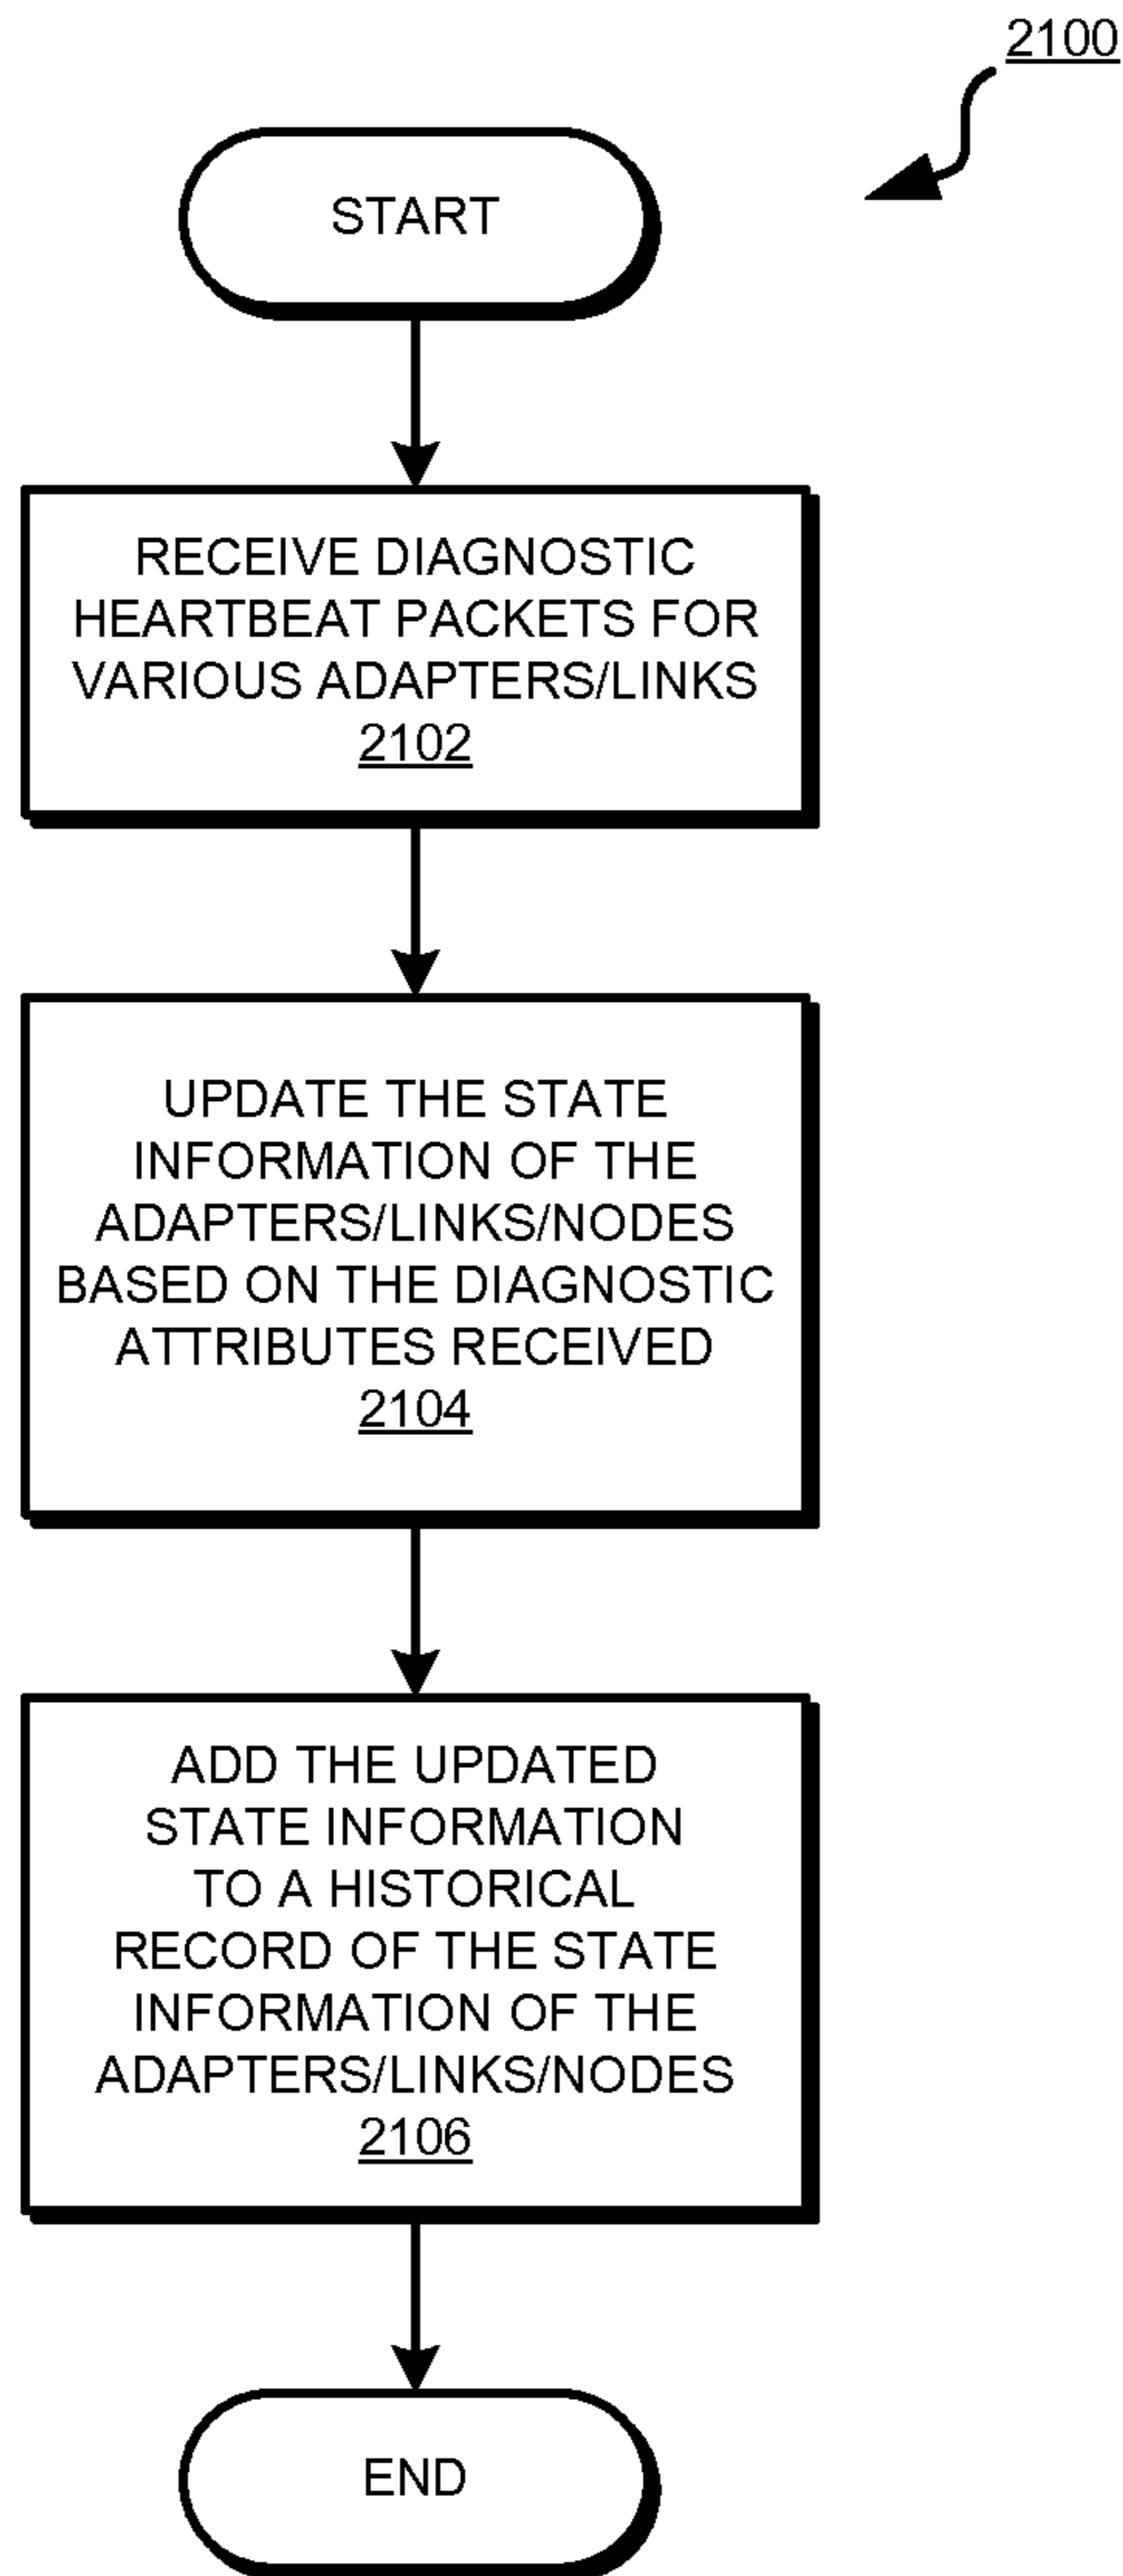 2100
START
RECEIVE DIAGNOSTIC
HEARTBEAT PACKETS FOR
VARIOUS ADAPTERS/LINKS
2102
UPDATE THE STATE
INFORMATION OF THE
ADAPTERS/LINKS/NODES
BASED ON THE DIAGNOSTIC
ATTRIBUTES RECEIVED
2104
ADD THE UPDATED
STATE INFORMATION
TO A HISTORICAL
RECORD OF THE STATE
INFORMATION OF THE
ADAPTERS/LINKS/NODES
2106
END